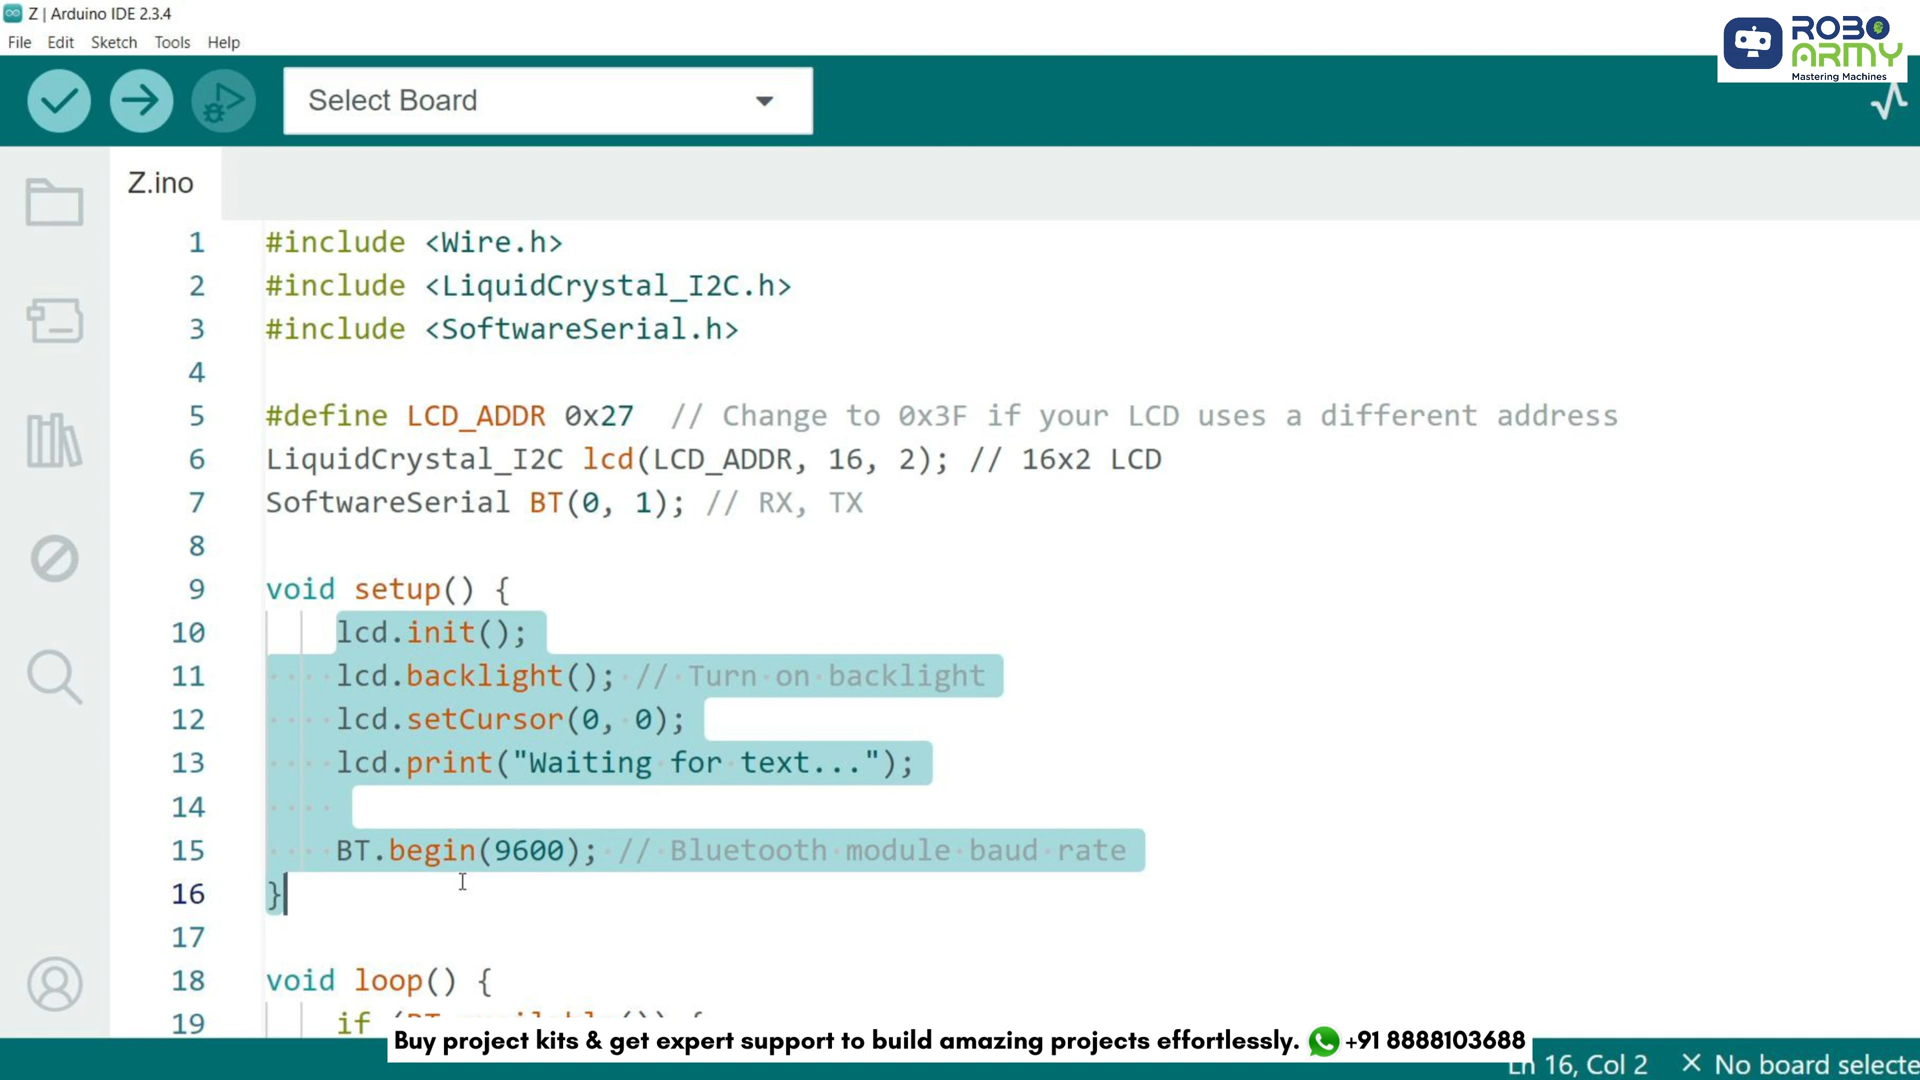 Z | Arduino IDE 2.3.4
File Edit Sketch Tools Help
ROBO
ARMY
Mastering Machines
Select Board
Z.ino
1 #include <Wire.h>
2 #include <LiquidCrystal_I2C.h>
3 #include <SoftwareSerial.h>
4
5 #define LCD_ADDR 0x27 // Change to 0x3F if your LCD uses a different address
6 LiquidCrystal_I2C lcd(LCD_ADDR, 16, 2); // 16x2 LCD
7 SoftwareSerial BT(0, 1); // RX, TX
8
9 void setup() {
10 lcd.init();
11 lcd.backlight(); // Turn on backlight
12 lcd.setCursor(0, 0);
13 lcd.print("Waiting for text...");
14
15 BT.begin(9600); // Bluetooth module baud rate
16 }
17
18 void loop() {
19 if
Buy project kits & get expert support to build amazing projects effortlessly. +91 8888103688
Ln 16, Col 2 No board selecte